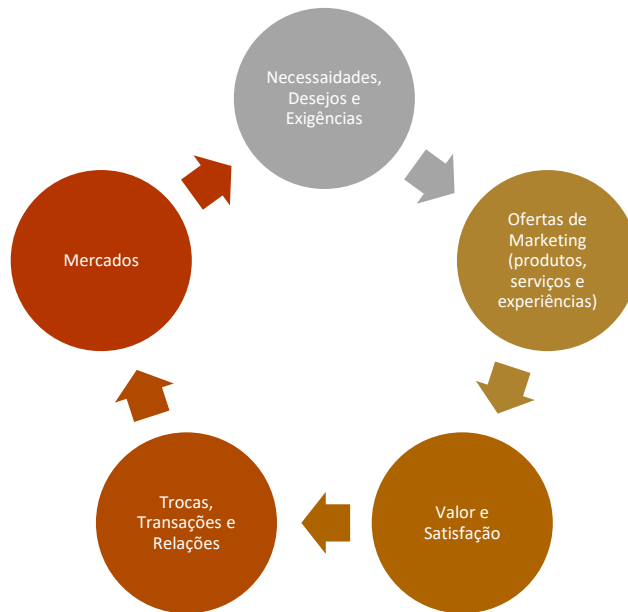 Necessaidades,
Desejos e
Exigências
Ofertas de
Marketing
(produtos,
serviços e
experiências)
Valor e
Satisfação
Trocas,
Transações e
Relações
Mercados